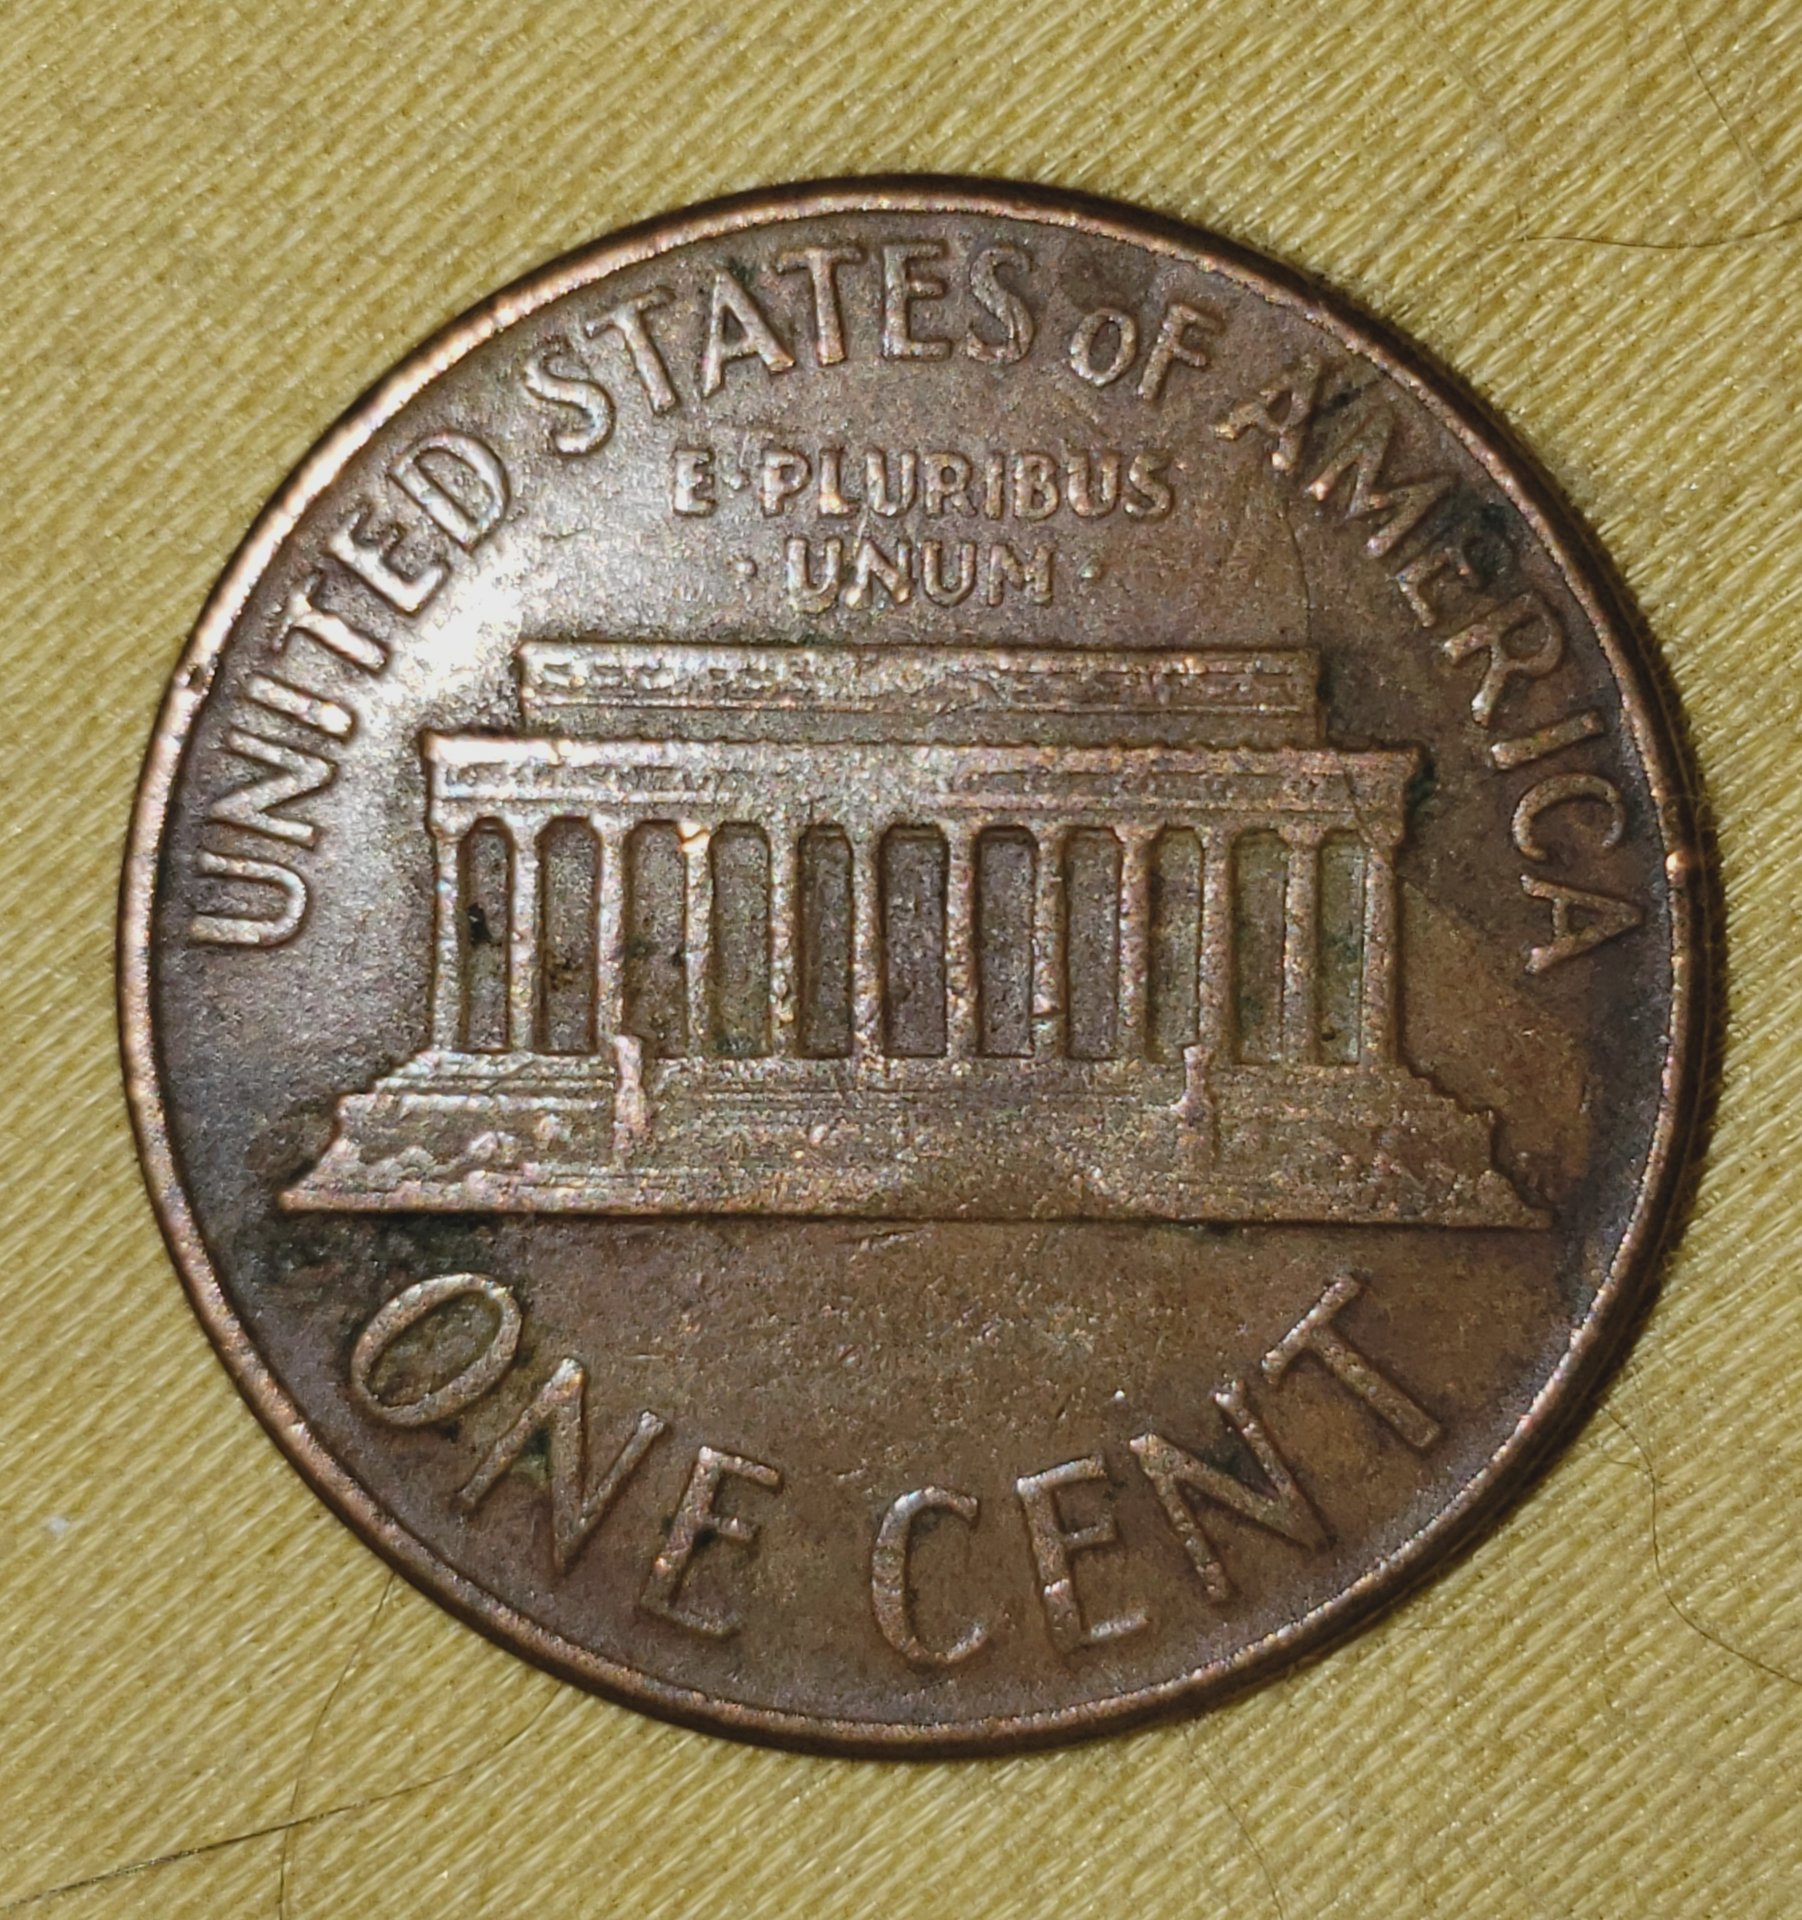 UNITED STATES OF AMERICA
E·PLURIBUS
·UNUM·
ONE CENT